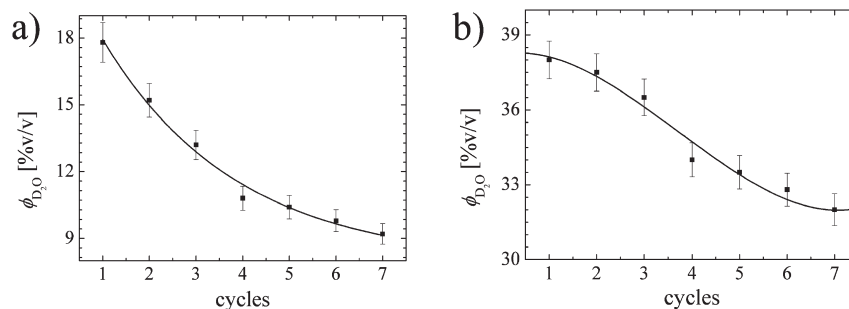 a)
18
15
12
9
ϕD₂O [%v/v]
1 2 3 4 5 6 7
cycles
b)
39
36
33
30
ϕD₂O [%v/v]
1 2 3 4 5 6 7
cycles